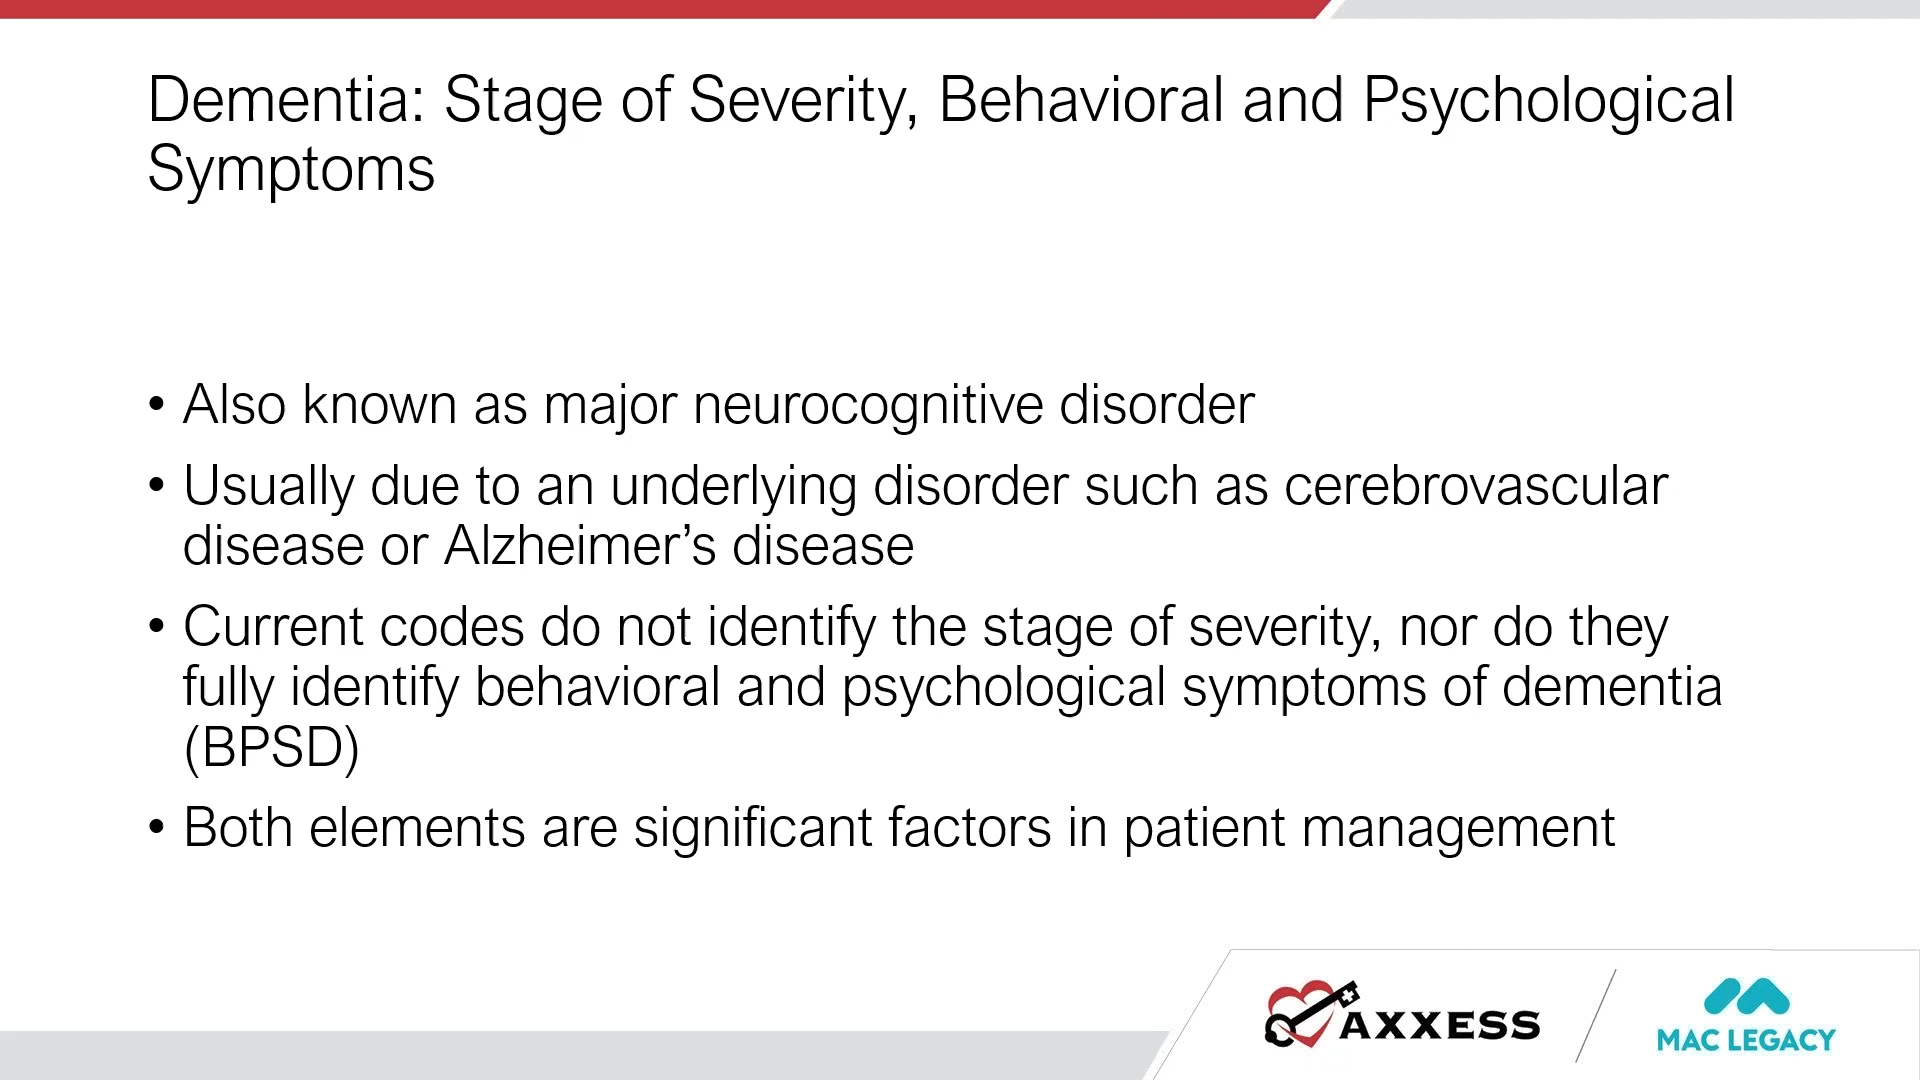 Dementia: Stage of Severity, Behavioral and Psychological
Symptoms
• Also known as major neurocognitive disorder
• Usually due to an underlying disorder such as cerebrovascular
disease or Alzheimer’s disease
• Current codes do not identify the stage of severity, nor do they
fully identify behavioral and psychological symptoms of dementia
(BPSD)
• Both elements are significant factors in patient management
AXXESS
MAC LEGACY